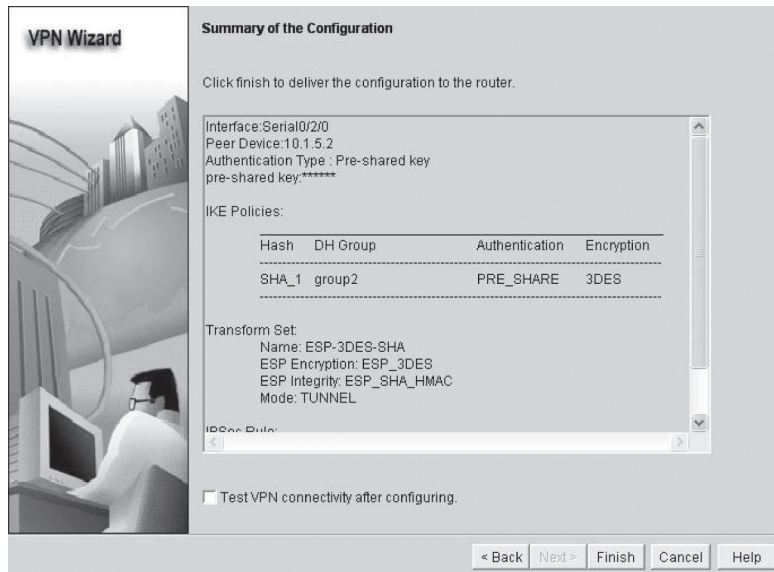 VPN Wizard
Summary of the Configuration
Click finish to deliver the configuration to the router.
Interface:Serial0/2/0
Peer Device:10.1.5.2
Authentication Type : Pre-shared key
pre-shared key:******
IKE Policies:
Hash DH Group Authentication Encryption
SHA_1 group2 PRE_SHARE 3DES
Transform Set:
Name: ESP-3DES-SHA
ESP Encryption: ESP_3DES
ESP Integrity: ESP_SHA_HMAC
Mode: TUNNEL
IPSec Rule:
Test VPN connectivity after configuring.
< Back Next > Finish Cancel Help